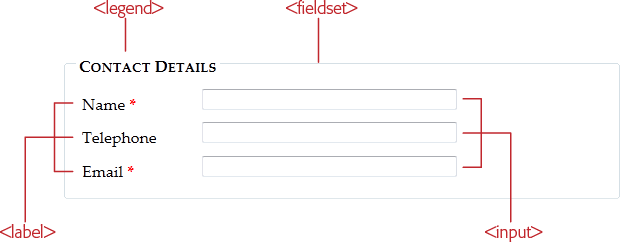 <legend> <fieldset>
CONTACT DETAILS
Name *
Telephone
Email *
<label> <input>